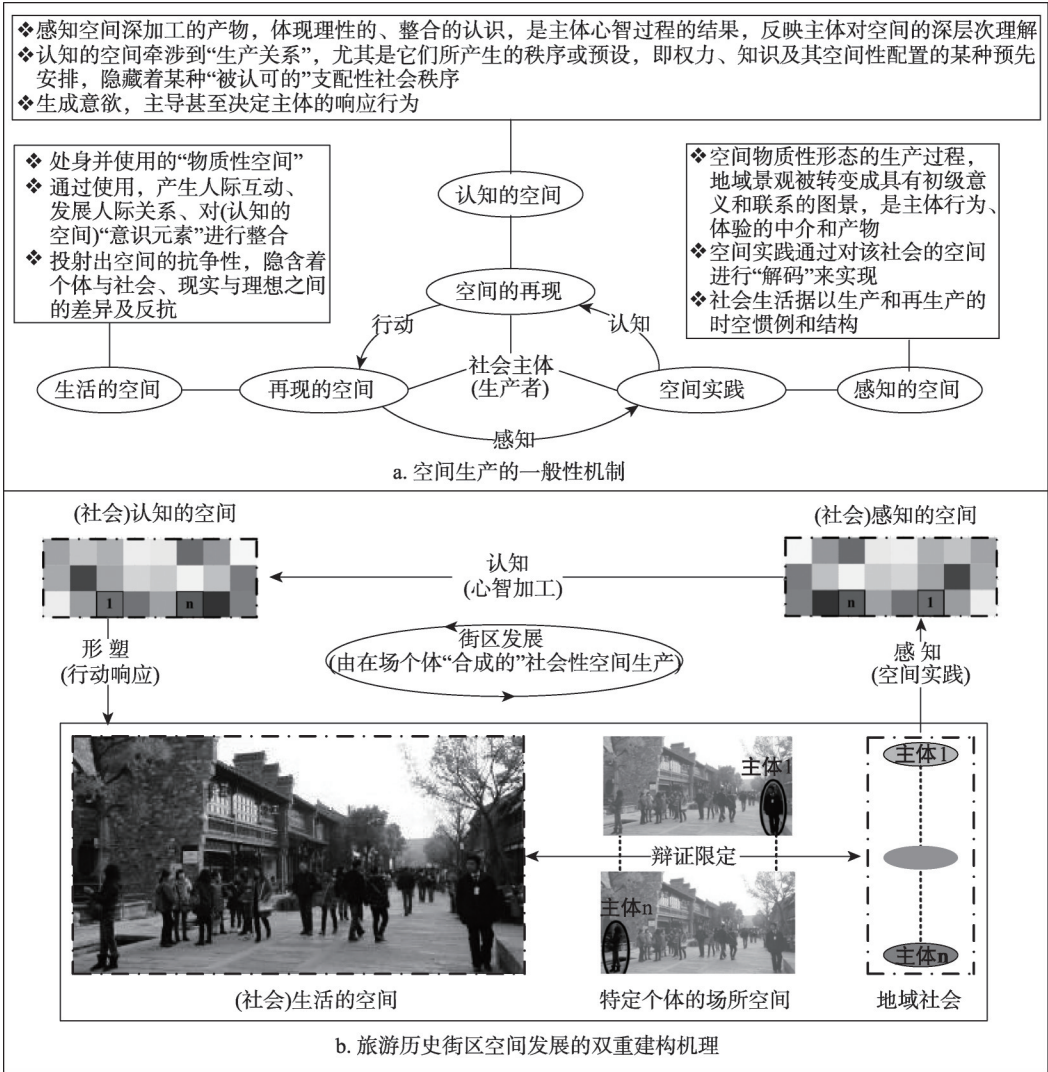 ❖感知空间深加工的产物，体现理性的、整合的认识，是主体心智过程的结果，反映主体对空间的深层次理解
❖认知的空间牵涉到“生产关系”，尤其是它们所产生的秩序或预设，即权力、知识及其空间性配置的某种预先
安排，隐藏着某种“被认可的”支配性社会秩序
❖生成意欲，主导甚至决定主体的响应行为
❖ 处身并使用的“物质性空间”
❖ 通过使用，产生人际互动、
发展人际关系、对(认知的
空间)“意识元素”进行整合
❖ 投射出空间的抗争性，隐含着
个体与社会、现实与理想之间
的差异及反抗
❖空间物质性形态的生产过程，
地域景观被转变成具有初级意
义和联系的图景，是主体行为、
体验的中介和产物
❖空间实践通过对该社会的空间
进行“解码”来实现
❖社会生活据以生产和再生产的
时空惯例和结构
认知的空间
空间的再现
行动
认知
社会主体
(生产者)
生活的空间
再现的空间
空间实践
感知的空间
感知
a. 空间生产的一般性机制
(社会)认知的空间
(社会)感知的空间
认知
(心智加工)
1
n
n
1
形 塑
(行动响应)
街区发展
(由在场个体“合成的”社会性空间生产)
感 知
(空间实践)
主体1
主体1
辩证限定
主体n
主体n
(社会)生活的空间
特定个体的场所空间
地域社会
b. 旅游历史街区空间发展的双重建构机理